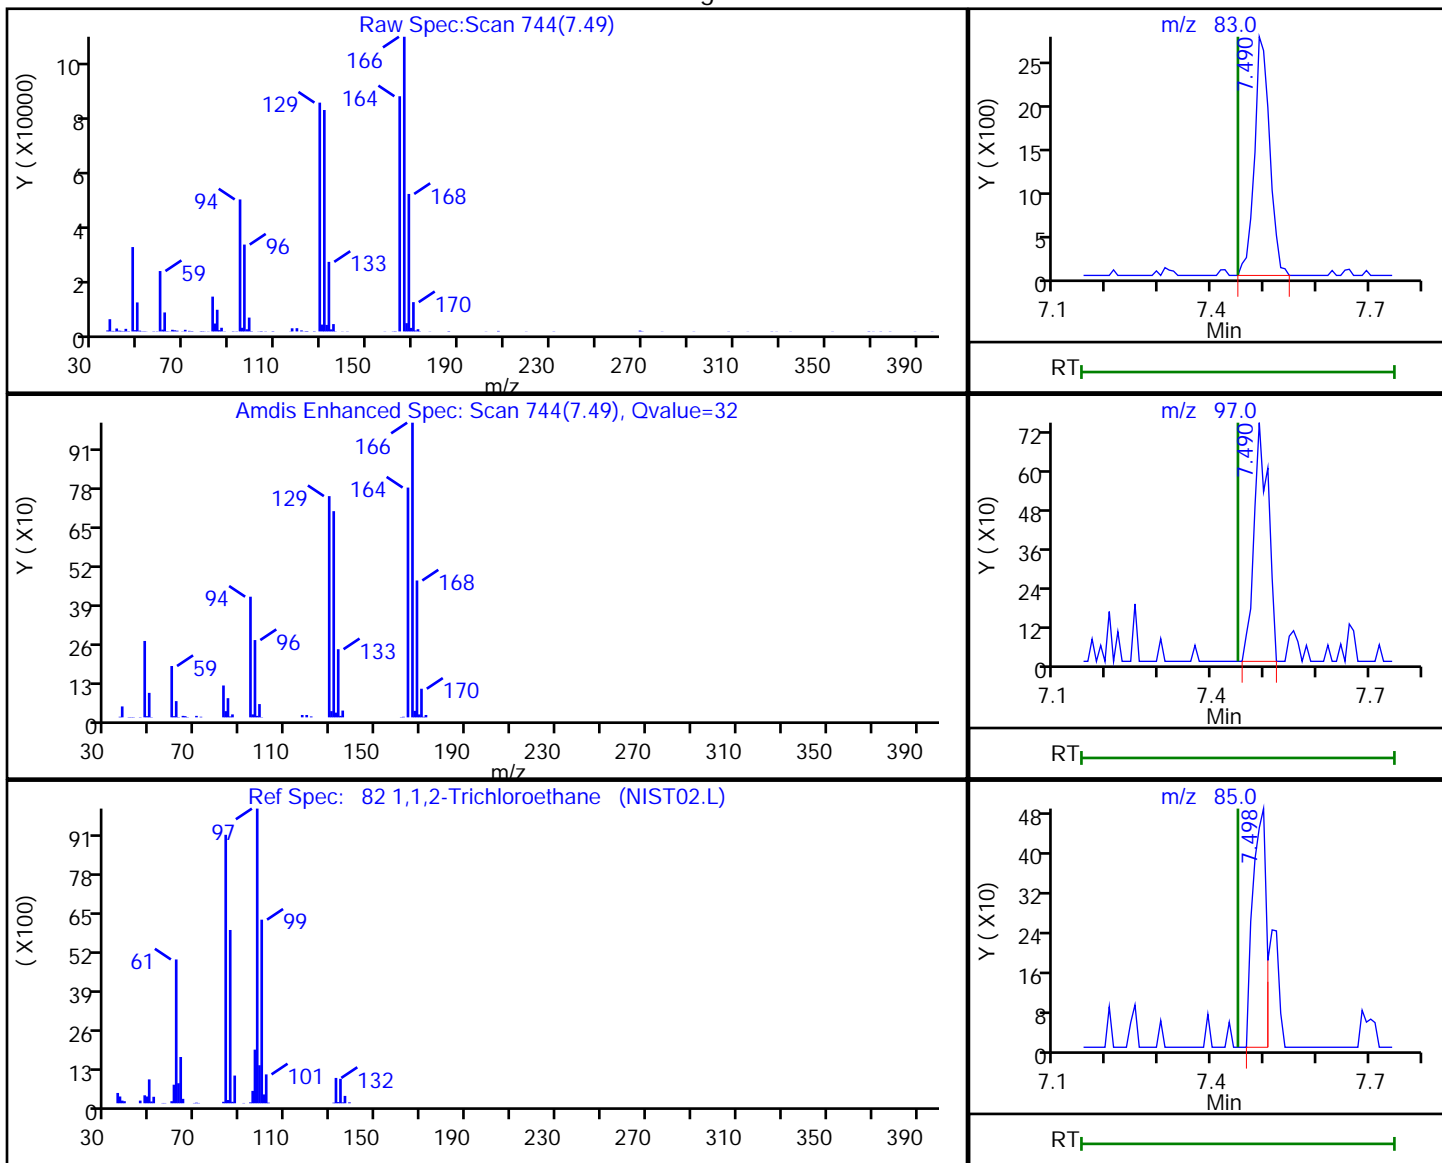 Raw Spec:Scan 744(7.49)
Y ( X10000)
10
8
6
4
2
0
166
129
164
168
94
96
59
133
170
30 70 110 150 190 230 270 310 350 390
m/z
m/z 83.0
Y ( X100)
25
20
15
10
5
0
7.490
7.1 7.4 7.7
Min
RT
Amdis Enhanced Spec: Scan 744(7.49), Qvalue=32
Y ( X10)
91
78
65
52
39
26
13
0
166
129
164
168
94
96
59
133
170
30 70 110 150 190 230 270 310 350 390
m/z
m/z 97.0
Y ( X10)
72
60
48
36
24
12
0
7.490
7.1 7.4 7.7
Min
RT
Ref Spec: 82 1,1,2-Trichloroethane (NIST02.L)
( X100)
91
78
65
52
39
26
13
0
97
99
61
101
132
30 70 110 150 190 230 270 310 350 390
m/z 85.0
Y ( X10)
48
40
32
24
16
8
0
7.498
7.1 7.4 7.7
Min
RT